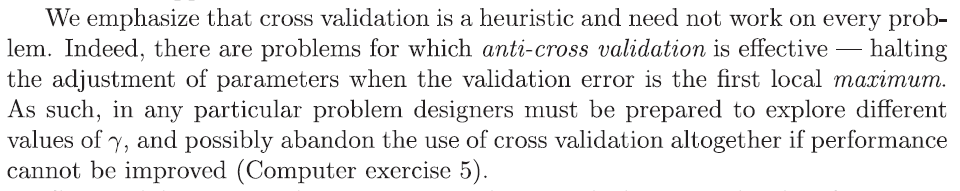 We emphasize that cross validation is a heuristic and need not work on every prob-
lem. Indeed, there are problems for which anti-cross validation is effective — halting
the adjustment of parameters when the validation error is the first local maximum.
As such, in any particular problem designers must be prepared to explore different
values of γ, and possibly abandon the use of cross validation altogether if performance
cannot be improved (Computer exercise 5).